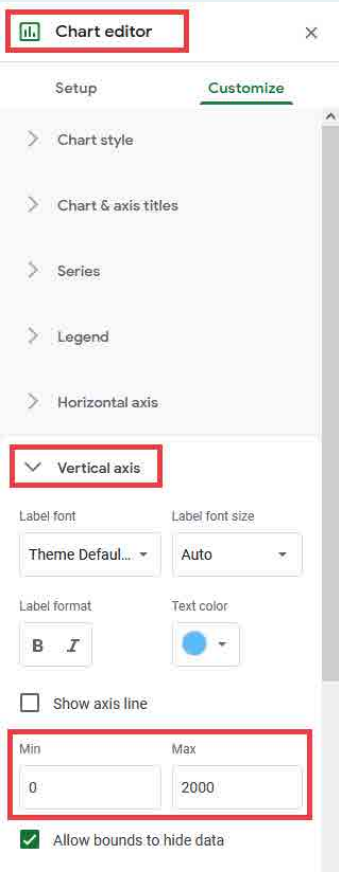 Chart editor
Setup Customize
Chart style
Chart & axis titles
Series
Legend
Horizontal axis
Vertical axis
Label font Label font size
Theme Defaul... Auto
Label format Text color
B I
Show axis line
Min Max
0 2000
Allow bounds to hide data